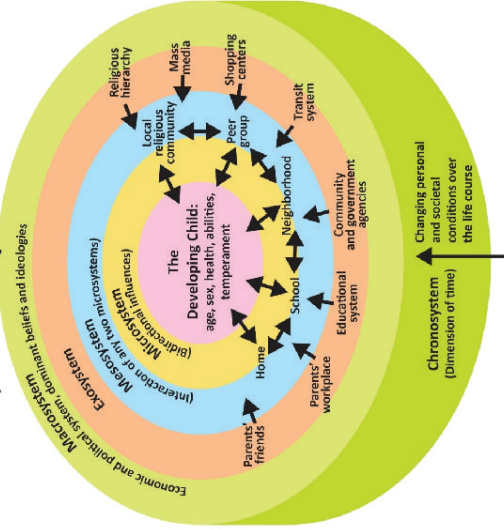 Macrosystem
Economic and political system, dominant beliefs and ideologies
Exosystem
Mesosystem
(Interaction of any two microsystems)
Microsystem
(Bidirectional influences)
The
Developing Child:
age, sex, health, abilities,
temperament
Religious
hierarchy
Mass
media
Shopping
centers
Transit
system
Community
and government
agencies
Educational
system
Parents'
workplace
Parents'
friends
Local
religious
community
Peer
group
Neighborhood
School
Home
Changing personal
and societal
conditions over
the life course
Chronosystem
(Dimension of time)